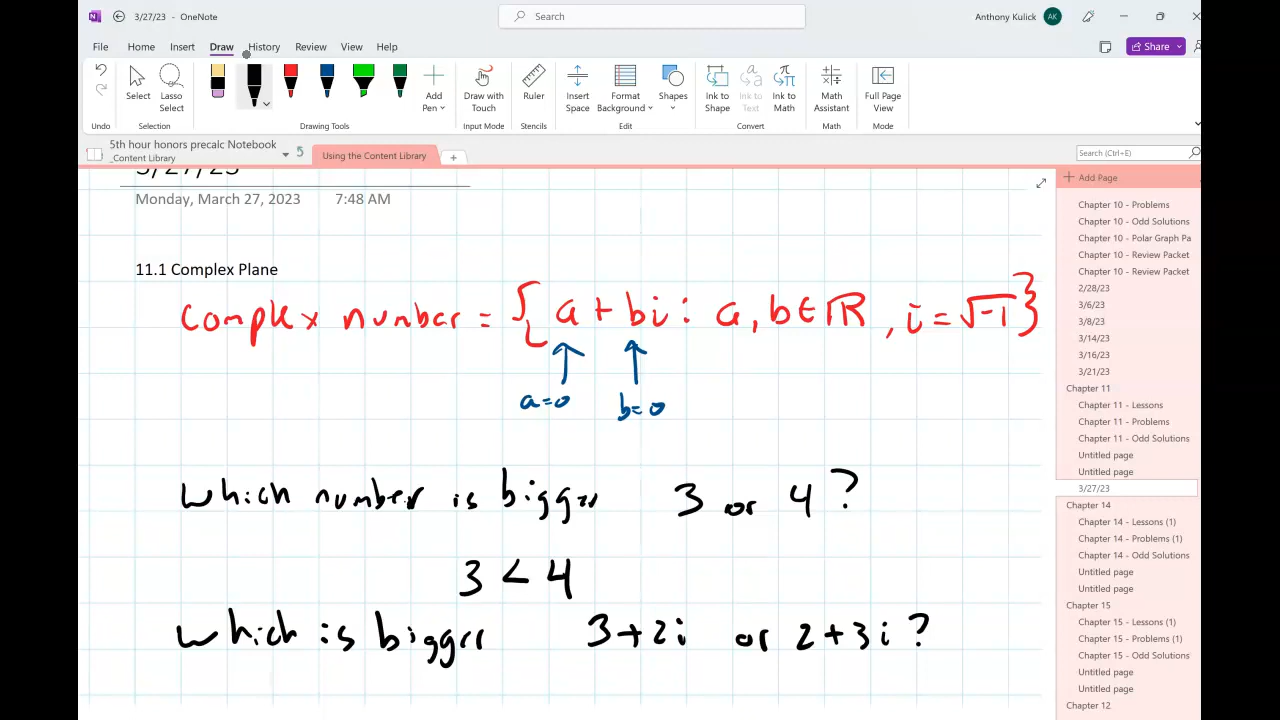 3/27/23 - OneNote
Search
Anthony Kulick
AK
File Home Insert Draw History Review View Help
Share
Undo
Select
Lasso Select
Add Pen
Draw with Touch
Ruler
Insert Space
Format Background
Shapes
Ink to Shape
Ink to Text
Ink to Math
Math Assistant
Full Page View
Undo Selection Drawing Tools Input Mode Stencils Edit Convert Math Mode
5th hour honors precalc Notebook
_Content Library
Using the Content Library
Search (Ctrl+E)
3/27/23
Monday, March 27, 2023 7:48 AM
11.1 Complex Plane
complex number = { a + bi : a, b ∈ ℝ, i = √-1 }
a=0 b=0
Which number is bigger 3 or 4?
3 < 4
Which is bigger 3+2i or 2+3i?
Add Page
Chapter 10 - Problems
Chapter 10 - Odd Solutions
Chapter 10 - Polar Graph Pa
Chapter 10 - Review Packet
Chapter 10 - Review Packet
2/28/23
3/6/23
3/8/23
3/14/23
3/16/23
3/21/23
Chapter 11
Chapter 11 - Lessons
Chapter 11 - Problems
Chapter 11 - Odd Solutions
Untitled page
Untitled page
3/27/23
Chapter 14
Chapter 14 - Lessons (1)
Chapter 14 - Problems (1)
Chapter 14 - Odd Solutions
Untitled page
Untitled page
Chapter 15
Chapter 15 - Lessons (1)
Chapter 15 - Problems (1)
Chapter 15 - Odd Solutions
Untitled page
Untitled page
Chapter 12